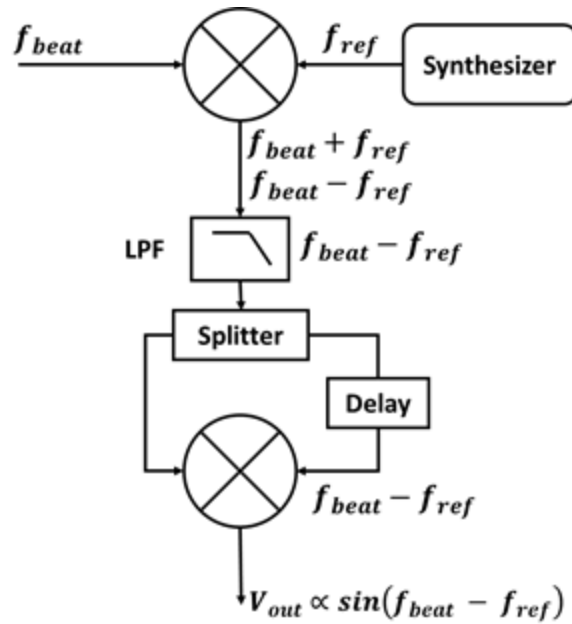 f_beat
f_ref
Synthesizer
f_beat + f_ref
f_beat − f_ref
LPF
f_beat − f_ref
Splitter
Delay
f_beat − f_ref
V_out ∝ sin(f_beat − f_ref)